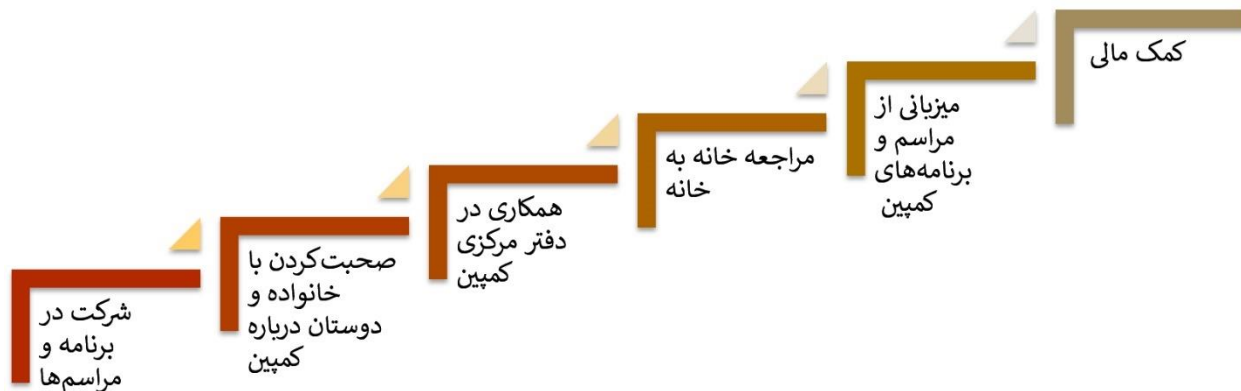 شرکت در
برنامه و
مراسم‌ها
صحبت‌کردن با
خانواده و
دوستان درباره
کمپین
همکاری در
دفتر مرکزی
کمپین
مراجعه خانه به
خانه
میزبانی از
مراسم و
برنامه‌های
کمپین
کمک مالی